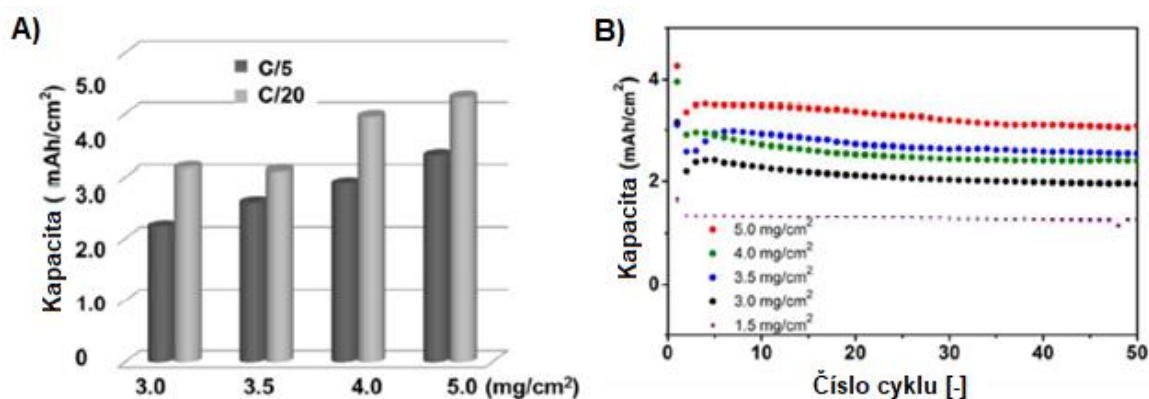 A)
Kapacita ( mAh/cm²)
5.0
4.0
3.0
2.0
1.0
0
C/5
C/20
3.0 3.5 4.0 5.0 (mg/cm²)
B)
Kapacita (mAh/cm²)
4
2
0
5.0 mg/cm²
4.0 mg/cm²
3.5 mg/cm²
3.0 mg/cm²
1.5 mg/cm²
0 10 20 30 40 50
Číslo cyklu [-]